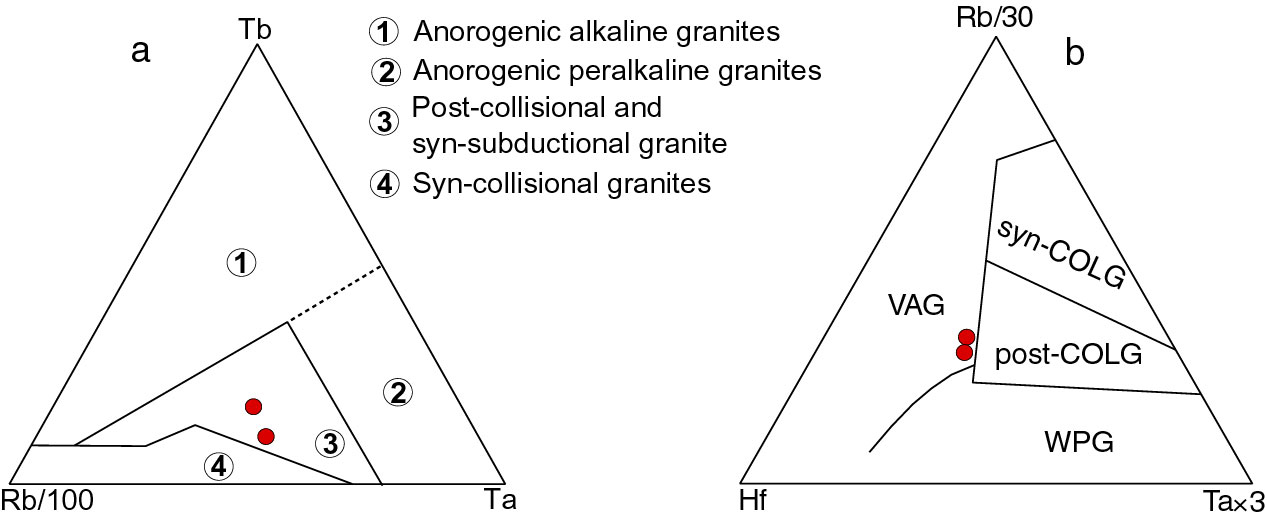 a
Tb
① Anorogenic alkaline granites
② Anorogenic peralkaline granites
③ Post-collisional and
syn-subductional granite
④ Syn-collisional granites
①
②
③
④
Rb/100
Ta
b
Rb/30
syn-COLG
VAG
post-COLG
WPG
Hf
Ta×3